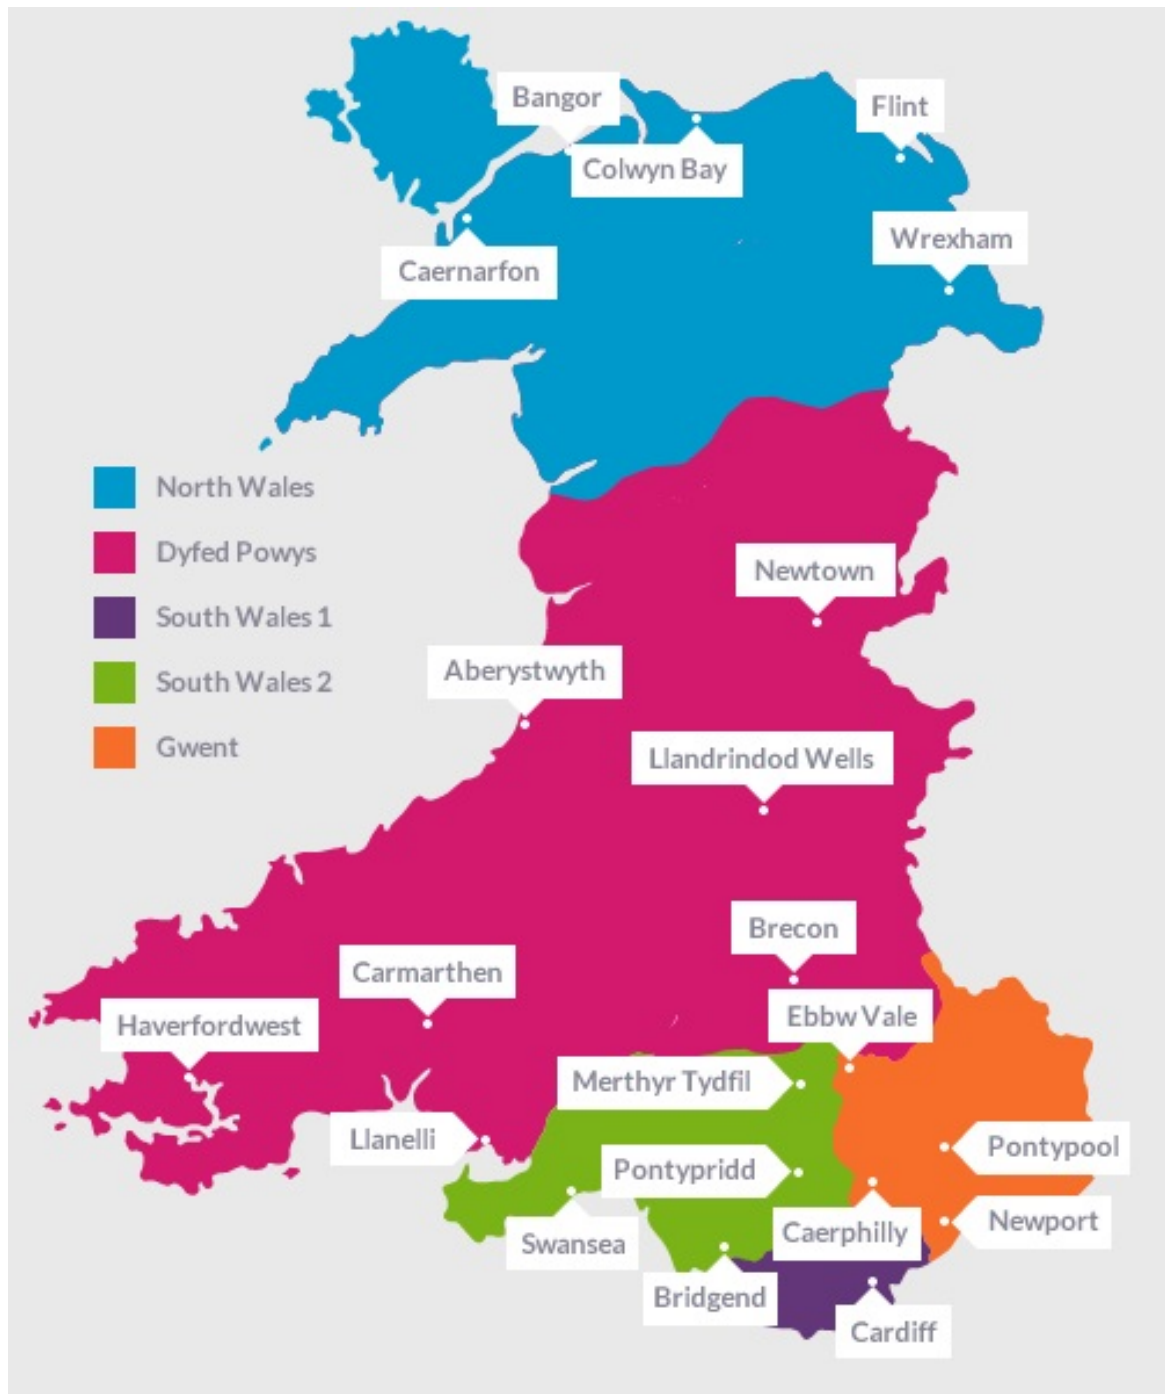 Bangor
Flint
Colwyn Bay
Wrexham
Caernarfon
North Wales
Dyfed Powys
South Wales 1
South Wales 2
Gwent
Newtown
Aberystwyth
Llandrindod Wells
Brecon
Carmarthen
Ebbw Vale
Haverfordwest
Merthyr Tydfil
Llanelli
Pontypool
Pontypridd
Newport
Caerphilly
Swansea
Bridgend
Cardiff